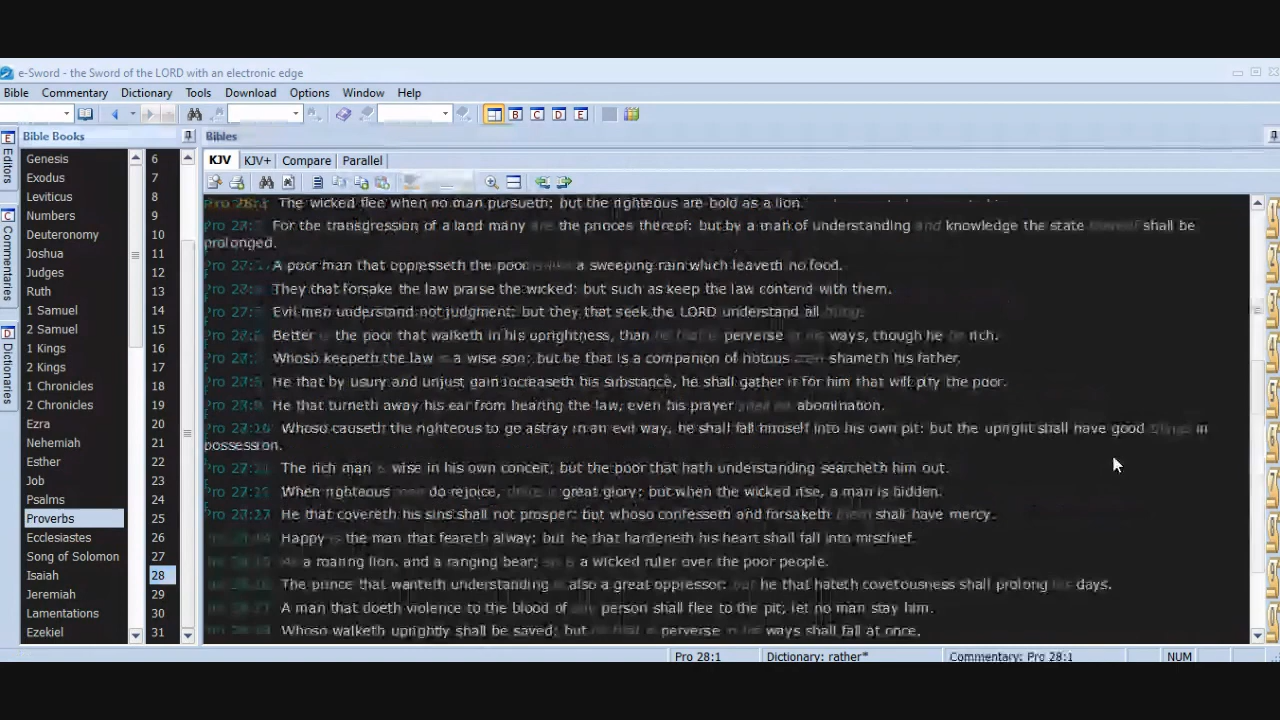 e-Sword - the Sword of the LORD with an electronic edge
Bible Commentary Dictionary Tools Download Options Window Help
B C D E
E Editors
C Commentaries
D Dictionaries
Bible Books
Genesis
Exodus
Leviticus
Numbers
Deuteronomy
Joshua
Judges
Ruth
1 Samuel
2 Samuel
1 Kings
2 Kings
1 Chronicles
2 Chronicles
Ezra
Nehemiah
Esther
Job
Psalms
Proverbs
Ecclesiastes
Song of Solomon
Isaiah
Jeremiah
Lamentations
Ezekiel
6
7
8
9
10
11
12
13
14
15
16
17
18
19
20
21
22
23
24
25
26
27
28
29
30
31
Bibles
KJV KJV+ Compare Parallel
The wicked flee when no man pursueth: but the righteous are bold as a lion.
For the transgression of a land many are the princes thereof: but by a man of understanding and knowledge the state thereof shall be
prolonged.
A poor man that oppresseth the poor a sweeping rain which leaveth no food.
They that forsake the law praise the wicked: but such as keep the law contend with them.
Evil men understand not judgment: but they that seek the LORD understand all things.
Better the poor that walketh in his uprightness, than he that is perverse in his ways, though he be rich.
Whoso keepeth the law a wise son: but he that is a companion of riotous men shameth his father.
He that by usury and unjust gain increaseth his substance, he shall gather it for him that will pity the poor.
He that turneth away his ear from hearing the law, even his prayer abomination.
Whoso causeth the righteous to go astray in an evil way, he shall fall himself into his own pit: but the upright shall have good things in
possession.
The rich man wise in his own conceit; but the poor that hath understanding searcheth him out.
When righteous men do rejoice, great glory: but when the wicked rise, a man is hidden.
He that covereth his sins shall not prosper: but whoso confesseth and forsaketh them shall have mercy.
Happy the man that feareth alway: but he that hardeneth his heart shall fall into mischief.
a roaring lion, and a ranging bear; a wicked ruler over the poor people.
The prince that wanteth understanding also a great oppressor: but he that hateth covetousness shall prolong his days.
A man that doeth violence to the blood of any person shall flee to the pit; let no man stay him.
Whoso walketh uprightly shall be saved: but perverse ways shall fall at once.
Pro 28:1 Dictionary: rather* Commentary: Pro 28:1 NUM